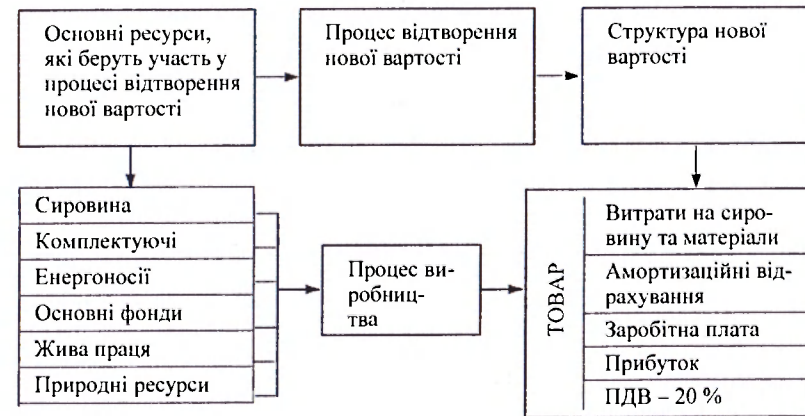 Основні ресурси,
які беруть участь у
процесі відтворення
нової вартості
Процес відтворення
нової вартості
Структура нової
вартості
Сировина
Комплектуючі
Енергоносії
Основні фонди
Жива праця
Природні ресурси
Процес ви-
робниц-
тва
ТОВАР
Витрати на сиро-
вину та матеріали
Амортизаційні від-
рахування
Заробітна плата
Прибуток
ПДВ – 20 %